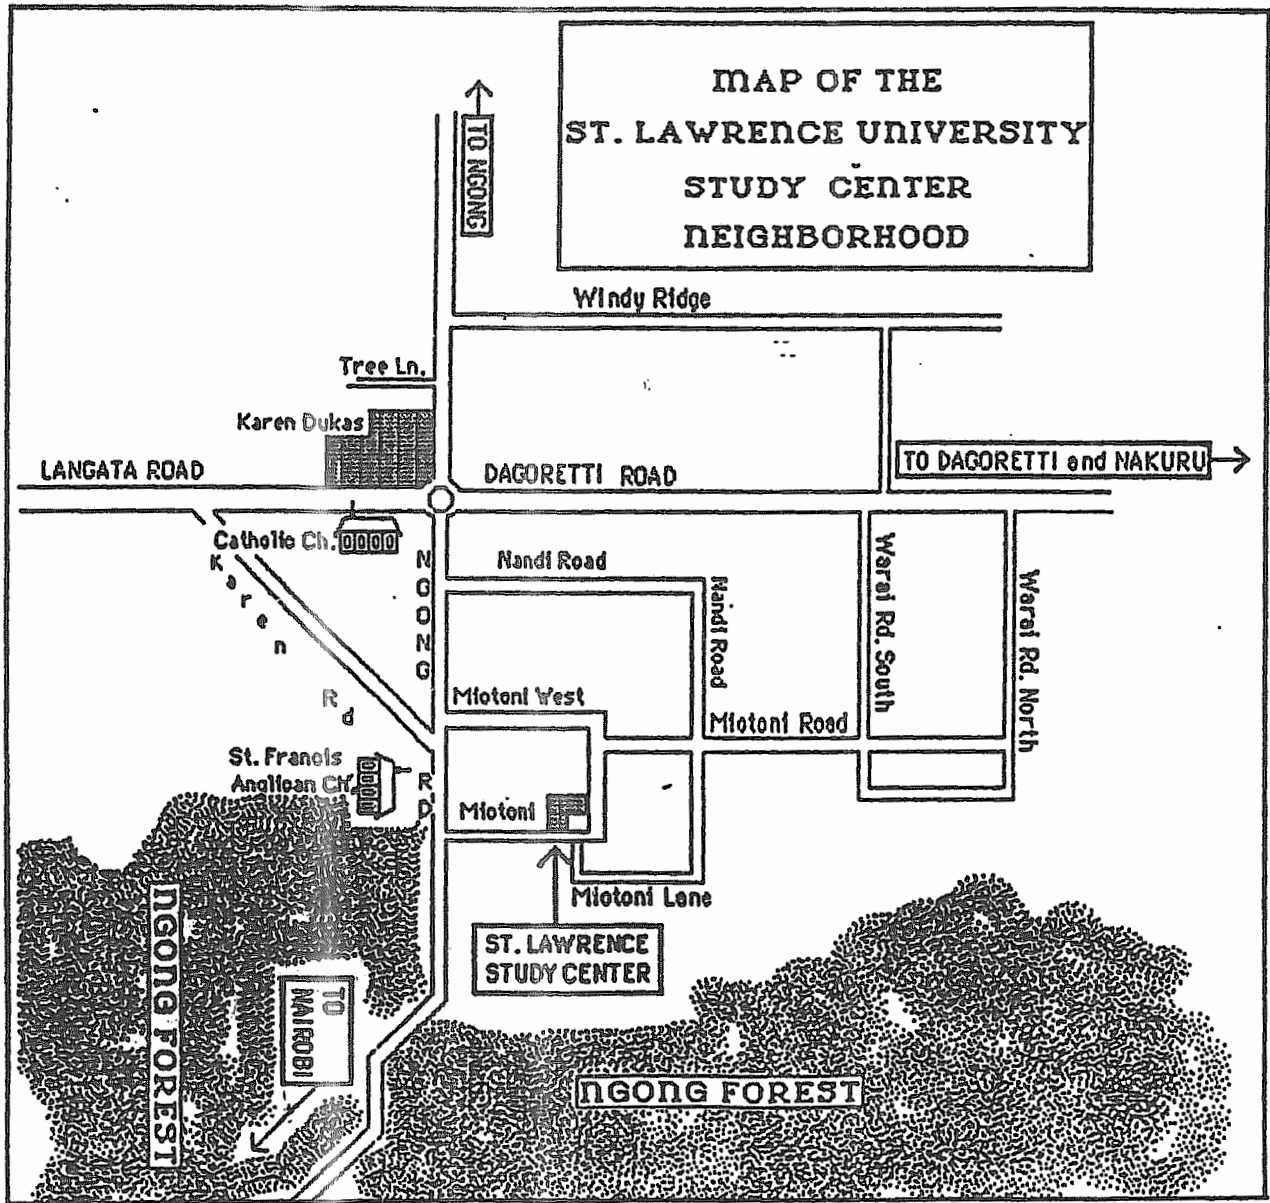 MAP OF THE
ST. LAWRENCE UNIVERSITY
STUDY CENTER
NEIGHBORHOOD
TO NGONG
Windy Ridge
Tree Ln.
Karen Dukas
LANGATA ROAD
DAGORETTI ROAD
TO DAGORETTI and NAKURU
Catholic Ch.
Karen Rd
NGONG RD.
Nandi Road
Nandi Road
Warai Rd. South
Warai Rd. North
Miotoni West
Miotoni Road
St. Francis
Anglican Ch.
Miotoni
Miotoni Lane
ST. LAWRENCE
STUDY CENTER
NGONG FOREST
TO
NAIROBI
NGONG FOREST